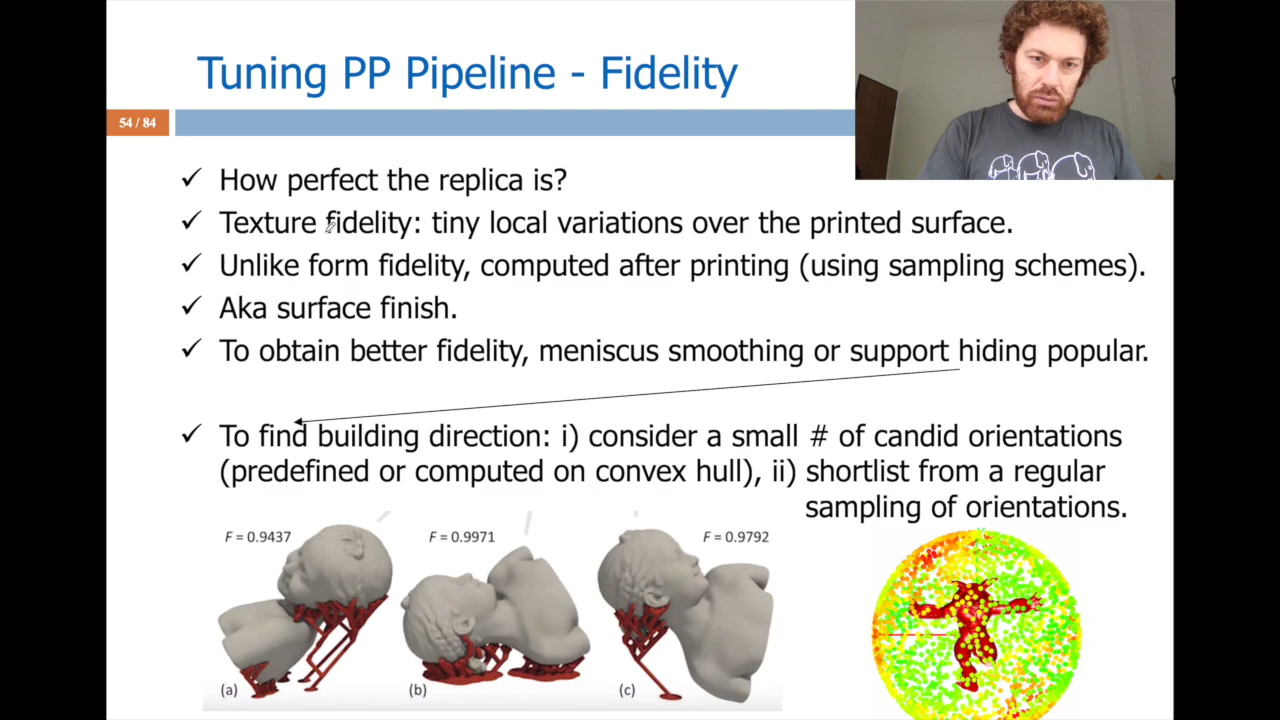 Tuning PP Pipeline - Fidelity
54 / 84
✓ How perfect the replica is?
✓ Texture fidelity: tiny local variations over the printed surface.
✓ Unlike form fidelity, computed after printing (using sampling schemes).
✓ Aka surface finish.
✓ To obtain better fidelity, meniscus smoothing or support hiding popular.
✓ To find building direction: i) consider a small # of candid orientations
(predefined or computed on convex hull), ii) shortlist from a regular
sampling of orientations.
F = 0.9437
F = 0.9971
F = 0.9792
(a)
(b)
(c)